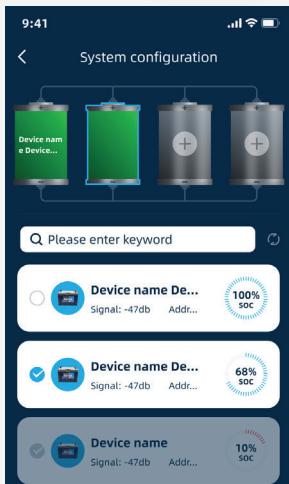 9:41
System configuration
Device nam
e Device...
Please enter keyword
Device name De...
Signal: -47db Addr...
100%
SOC
Device name De...
Signal: -47db Addr...
68%
SOC
Device name
Signal: -47db Addr...
10%
SOC